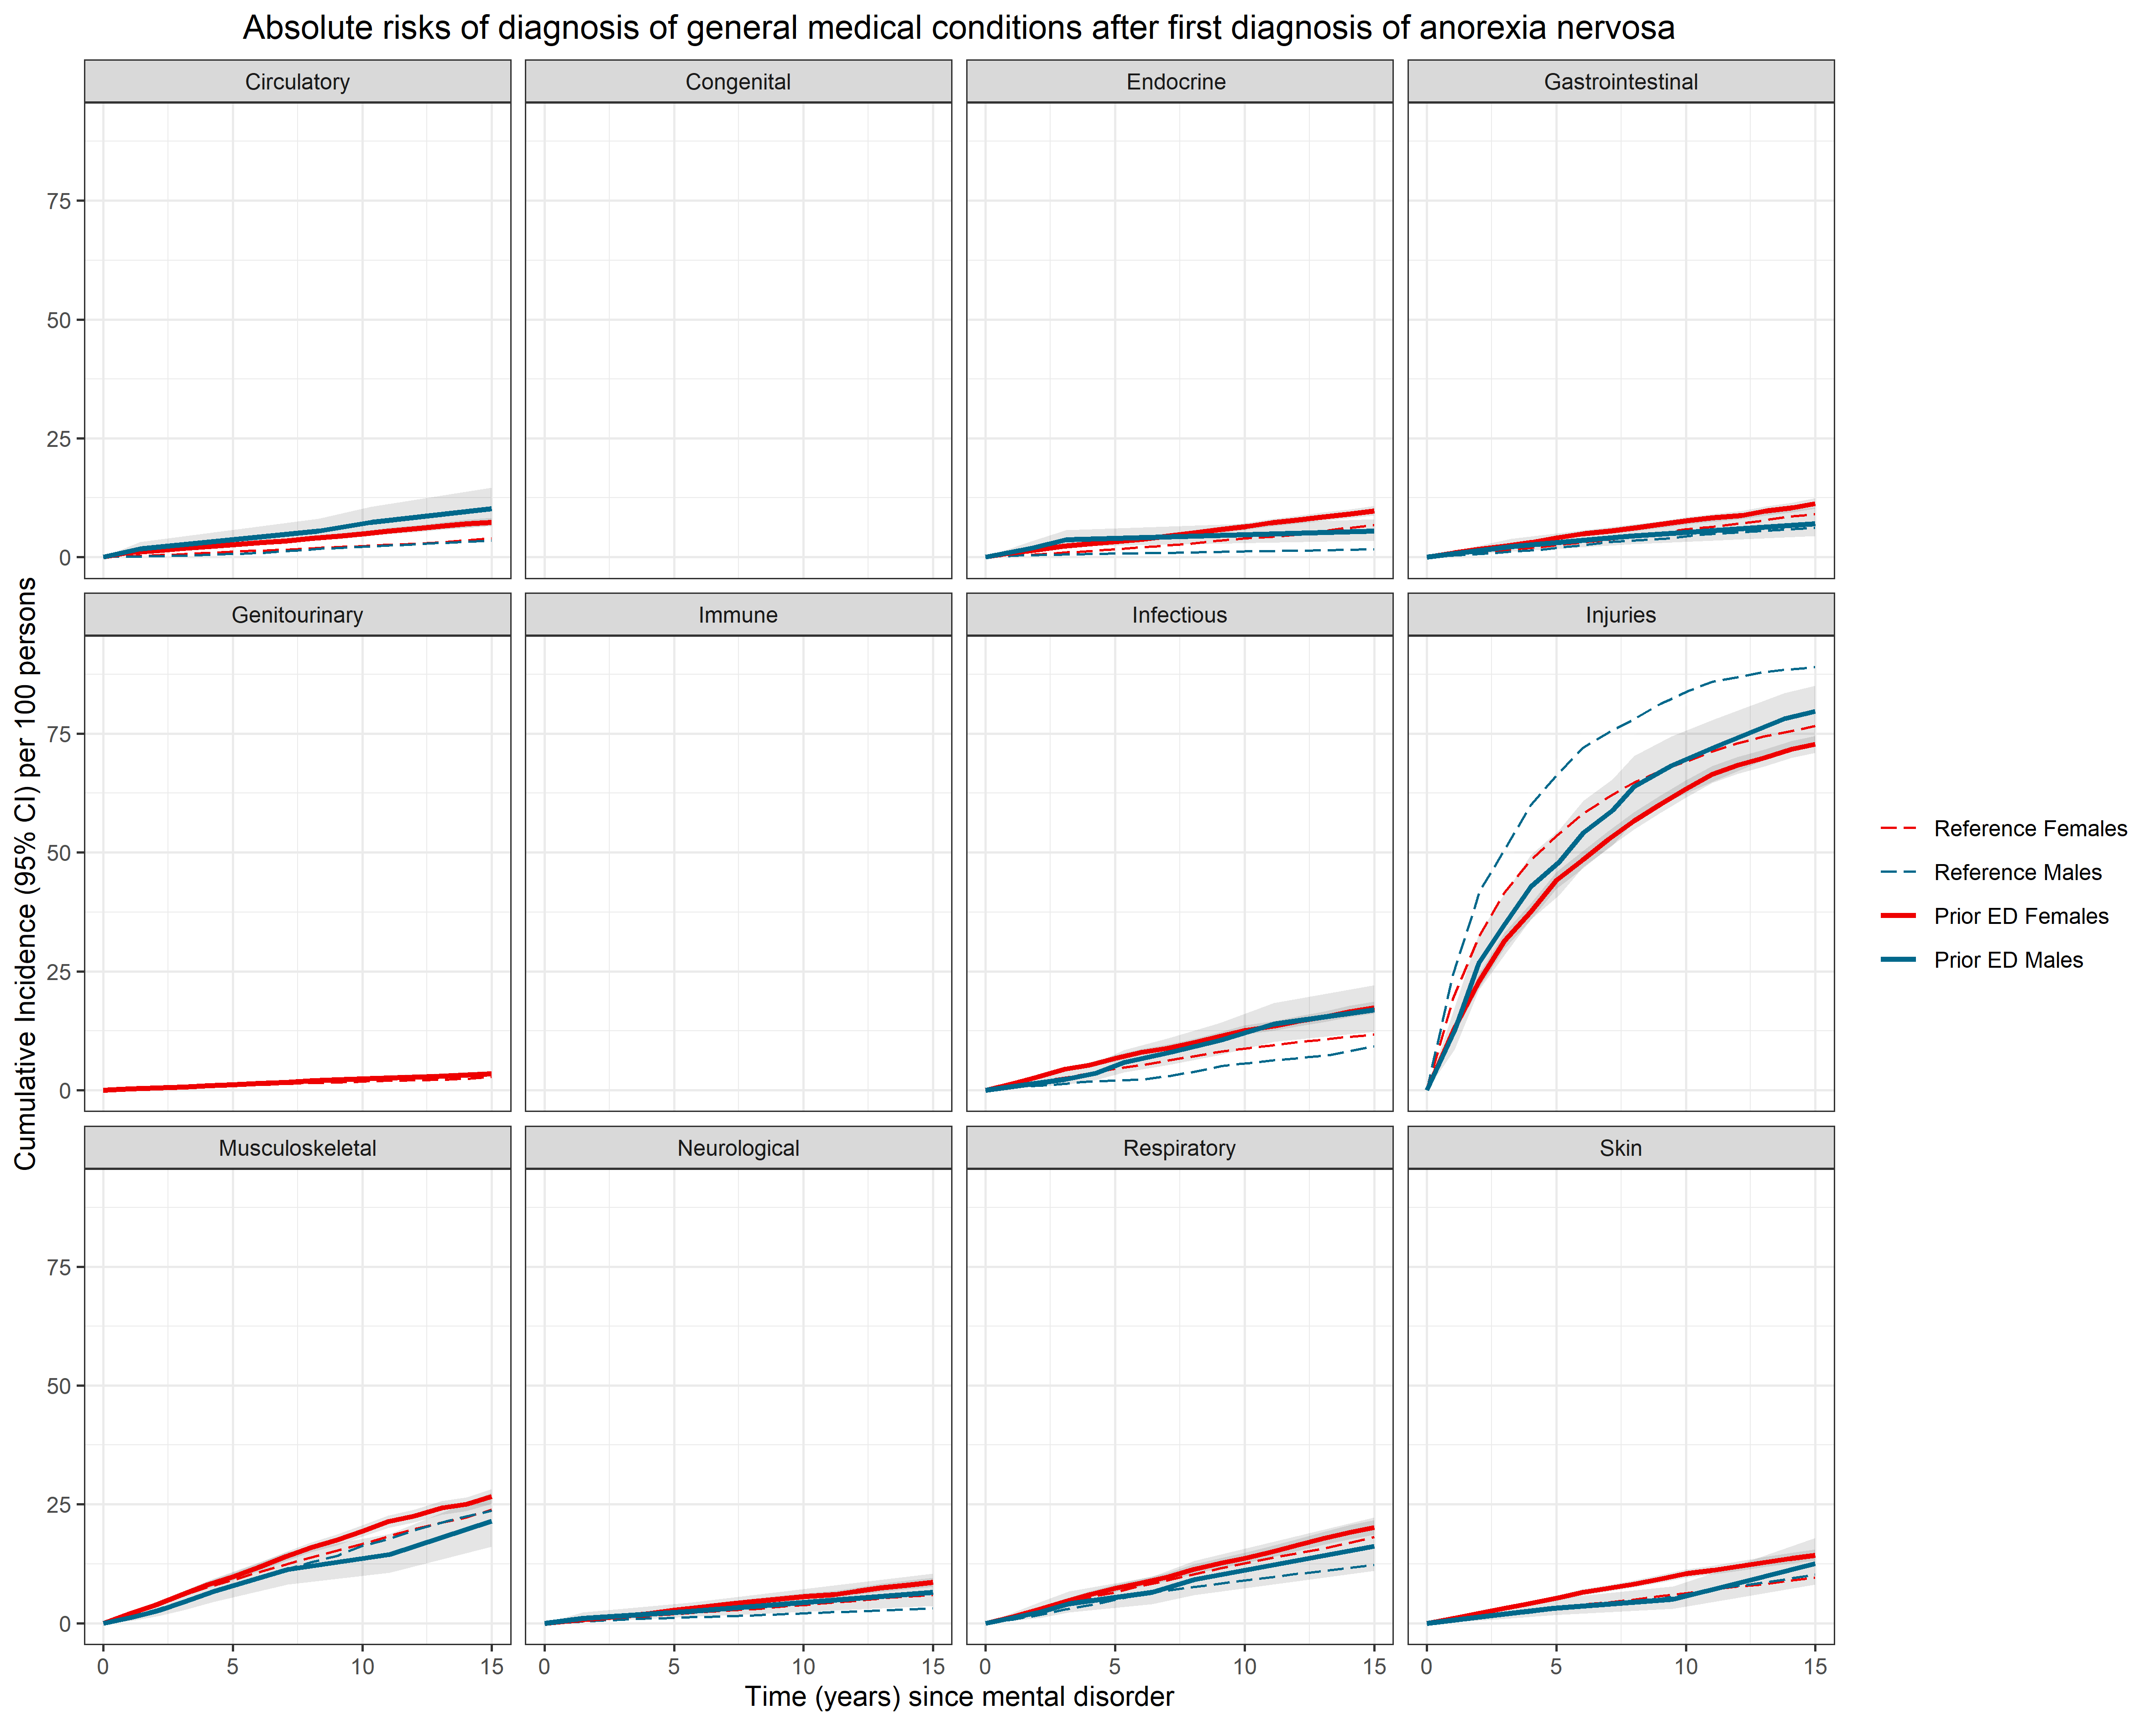 Absolute risks of diagnosis of general medical conditions after first diagnosis of anorexia nervosa
Circulatory
Congenital
Endocrine
Gastrointestinal
75
50
25
0
Genitourinary
Immune
Infectious
Injuries
75
50
25
0
Musculoskeletal
Neurological
Respiratory
Skin
75
50
25
0
0 5 10 15
0 5 10 15
0 5 10 15
0 5 10 15
Time (years) since mental disorder
Cumulative Incidence (95% CI) per 100 persons
Reference Females
Reference Males
Prior ED Females
Prior ED Males